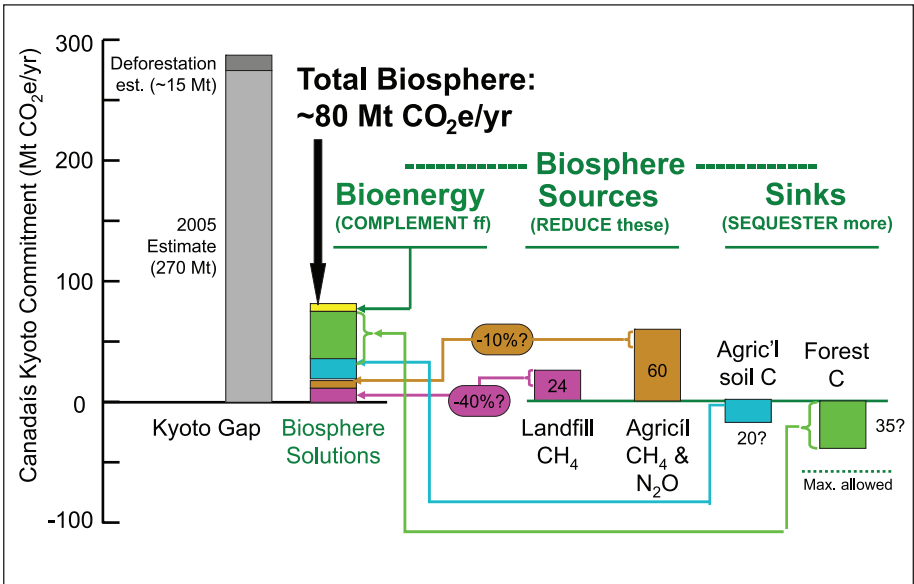 Canadaís Kyoto Commitment (Mt CO₂e/yr)
300
200
100
0
-100
Deforestation
est. (~15 Mt)
2005
Estimate
(270 Mt)
Kyoto Gap
Total Biosphere:
~80 Mt CO₂e/yr
Biosphere
Solutions
Biosphere
Bioenergy
(COMPLEMENT ff)
Sources
(REDUCE these)
Sinks
(SEQUESTER more)
-10%?
-40%?
24
60
Landfill
CH₄
Agricíl
CH₄ &
N₂O
Agric'l
soil C
20?
Forest
C
35?
Max. allowed